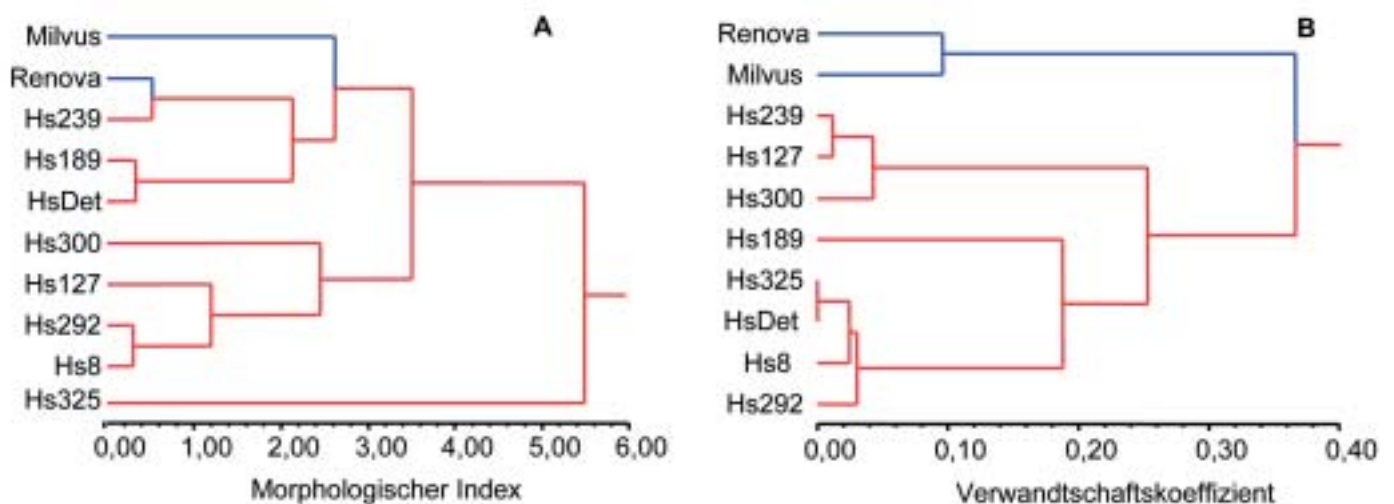 A
Milvus
Renova
Hs239
Hs189
HsDet
Hs300
Hs127
Hs292
Hs8
Hs325
0,00 1,00 2,00 3,00 4,00 5,00 6,00
Morphologischer Index
B
Renova
Milvus
Hs239
Hs127
Hs300
Hs189
Hs325
HsDet
Hs8
Hs292
0,00 0,10 0,20 0,30 0,40
Verwandtschaftskoeffizient